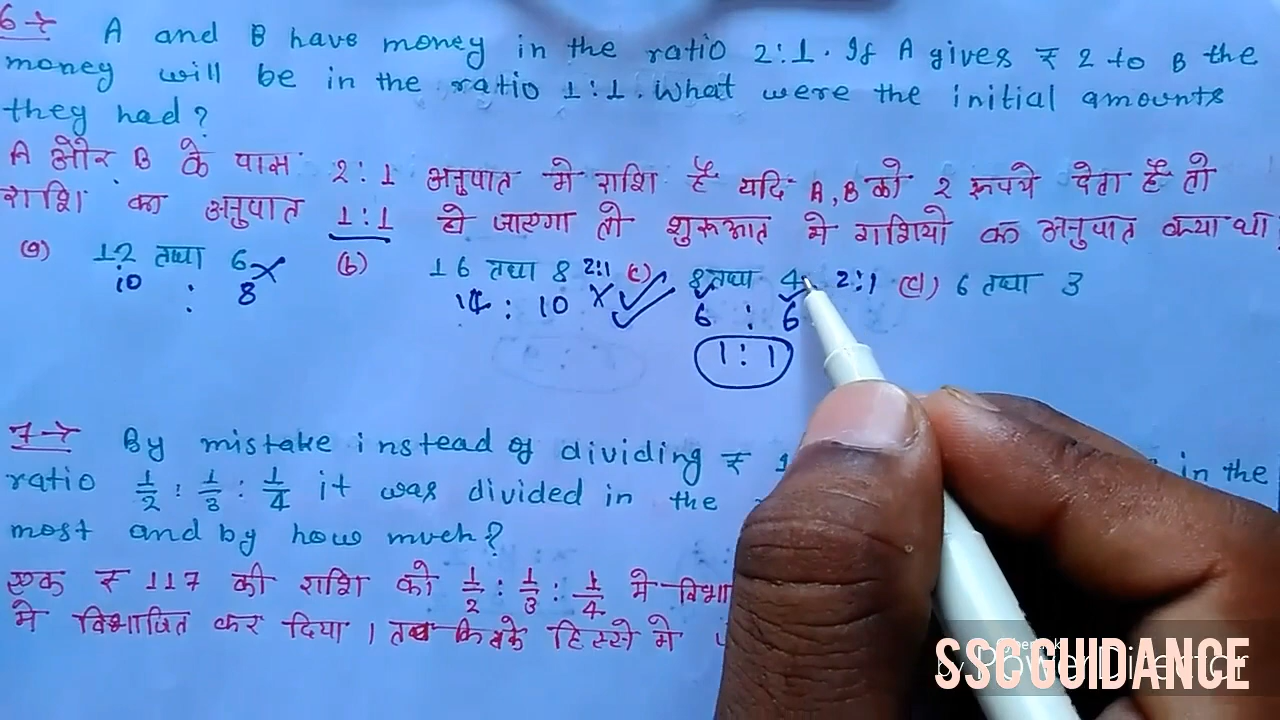 6→ A and B have money in the ratio 2:1. If A gives ₹ 2 to B the
money will be in the ratio 1:1. What were the initial amounts
they had?
A और B के पास 2:1 अनुपात मे राशि है यदि A, B को 2 रूपये देता है तो
राशि का अनुपात 1:1 हो जाएगा तो शुरूआत मे राशियो का अनुपात क्या था
(a) 12 तथा 6 (b) 16 तथा 8 2:1 (c) 8 तथा 4 2:1 (d) 6 तथा 3
10 : 8 14 : 10 6 : 6
1:1
7→ By mistake instead of dividing ₹ 1 in the
ratio 1/2 : 1/3 : 1/4 it was divided in the
most and by how much?
एक ₹ 117 की राशि को 1/2 : 1/3 : 1/4 मे
मे विभाजित कर दिया। तब किसके हिस्से मे
SSCGUIDANCE
by PowerDirector